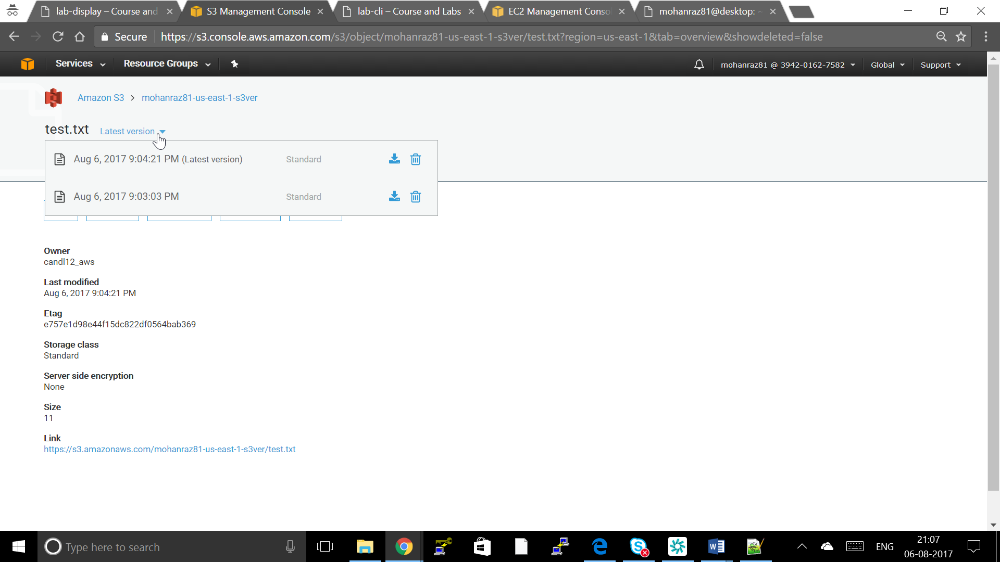 lab-display – Course and
S3 Management Console
lab-cli – Course and Labs
EC2 Management Conso
mohanraz81@desktop: ~
Secure
https://s3.console.aws.amazon.com/s3/object/mohanraz81-us-east-1-s3ver/test.txt?region=us-east-1&tab=overview&showdeleted=false
Services
Resource Groups
mohanraz81 @ 3942-0162-7582
Global
Support
Amazon S3 > mohanraz81-us-east-1-s3ver
test.txt Latest version
Aug 6, 2017 9:04:21 PM (Latest version) Standard
Aug 6, 2017 9:03:03 PM Standard
Owner
candl12_aws
Last modified
Aug 6, 2017 9:04:21 PM
Etag
e757e1d98e44f15dc822df0564bab369
Storage class
Standard
Server side encryption
None
Size
11
Link
https://s3.amazonaws.com/mohanraz81-us-east-1-s3ver/test.txt
Type here to search
ENG
21:07
06-08-2017